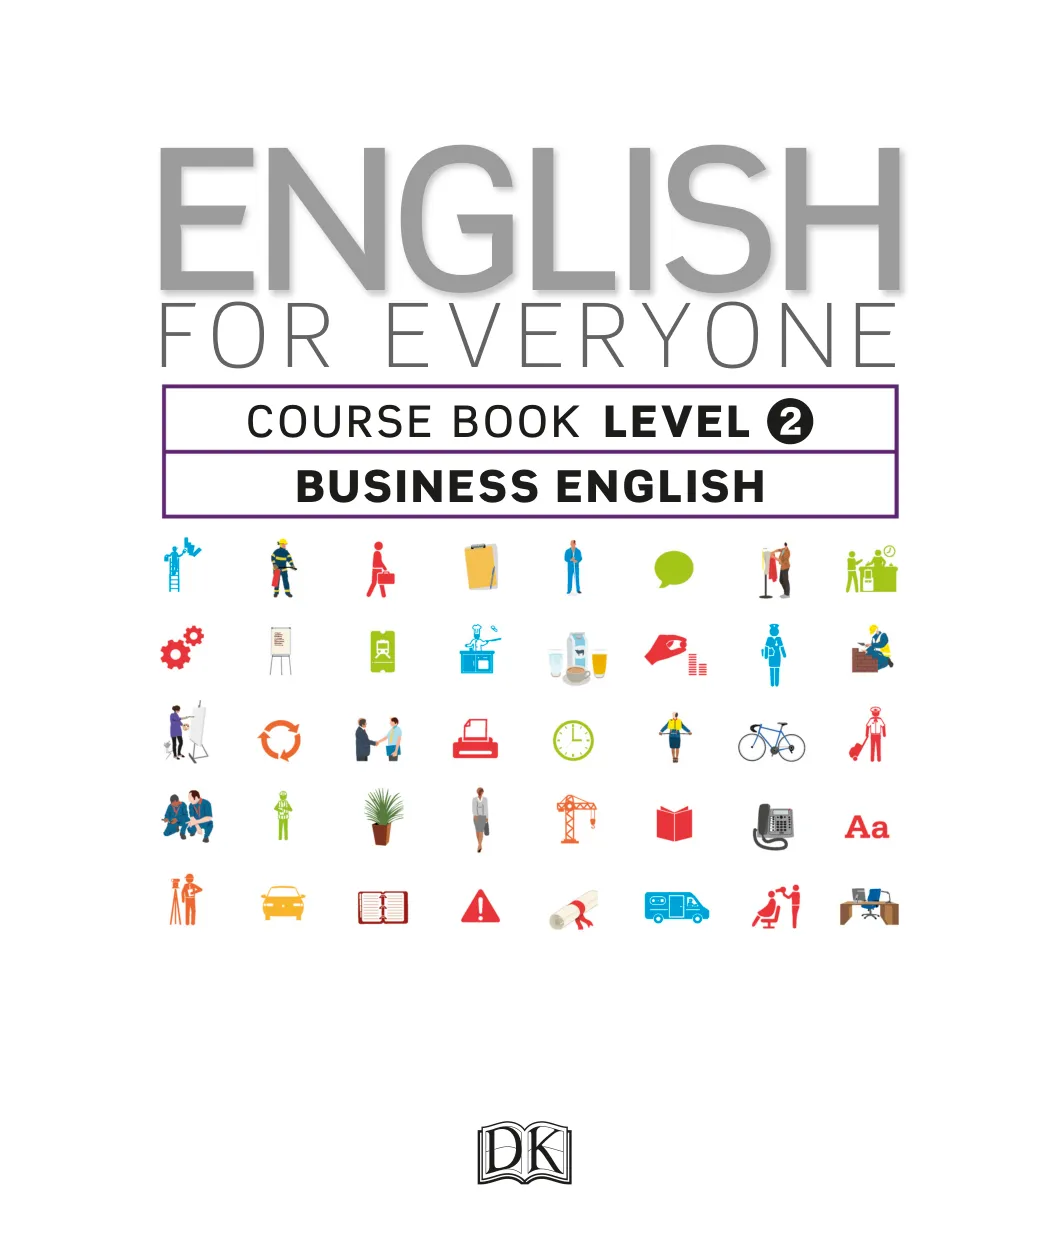 ENGLISH
FOR EVERYONE
COURSE BOOK LEVEL 2
BUSINESS ENGLISH
Aa
DK